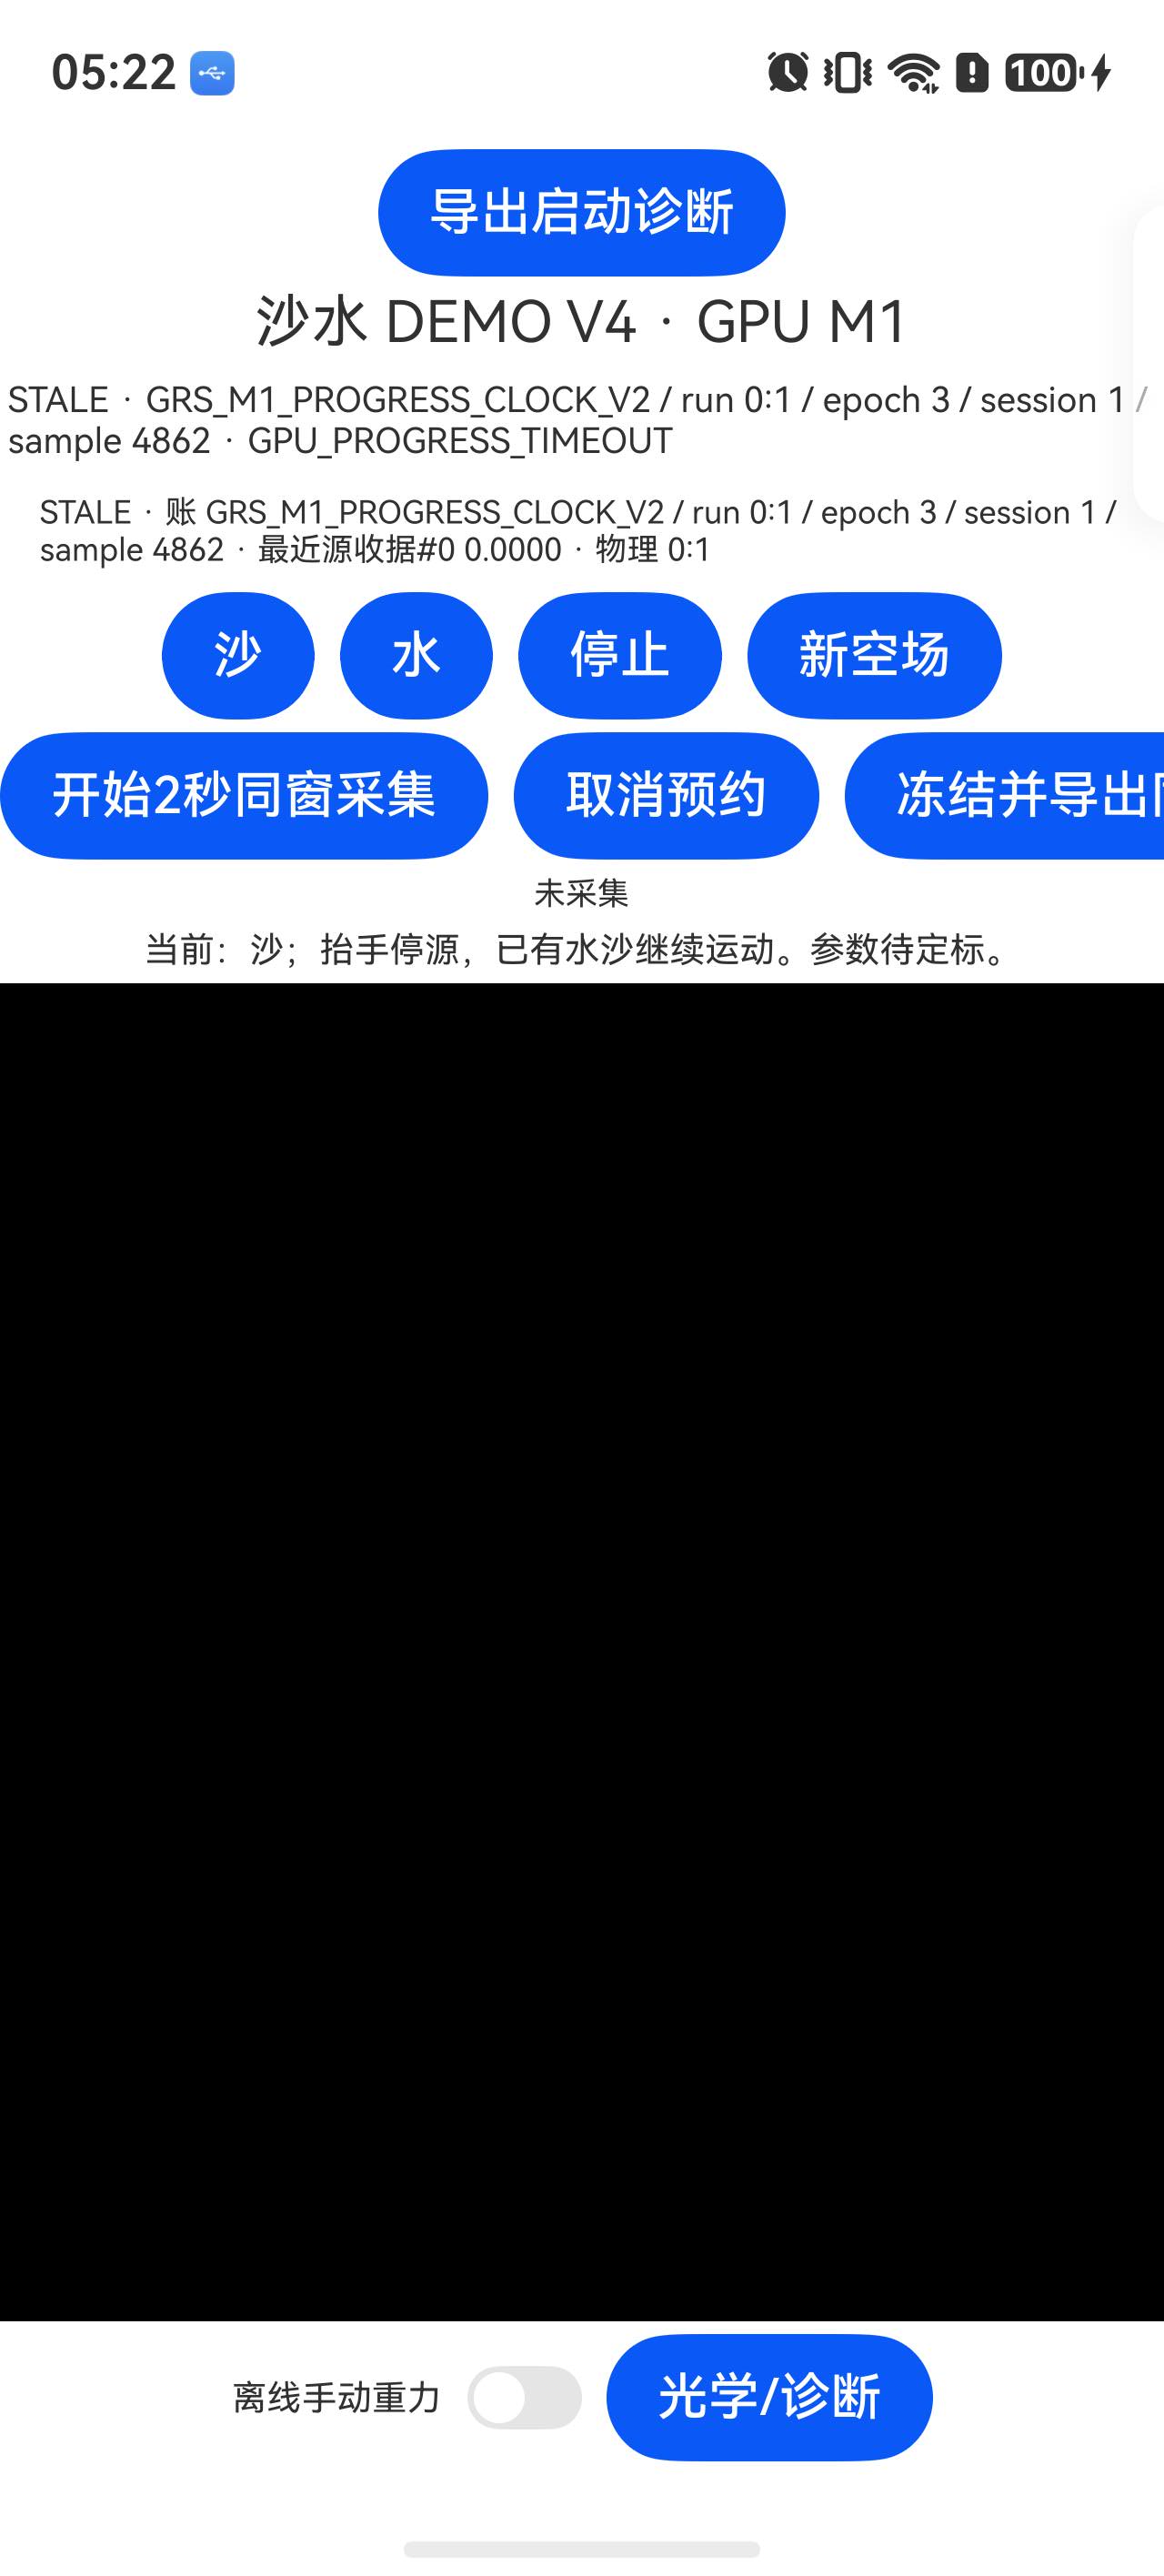 05:22
100
导出启动诊断
沙水 DEMO V4 · GPU M1
STALE · GRS_M1_PROGRESS_CLOCK_V2 / run 0:1 / epoch 3 / session 1 /
sample 4862 · GPU_PROGRESS_TIMEOUT
STALE · 账 GRS_M1_PROGRESS_CLOCK_V2 / run 0:1 / epoch 3 / session 1 /
sample 4862 · 最近源收据#0 0.0000 · 物理 0:1
沙 水 停止 新空场
开始2秒同窗采集 取消预约 冻结并导出
未采集
当前：沙；抬手停源，已有水沙继续运动。参数待定标。
离线手动重力 光学/诊断